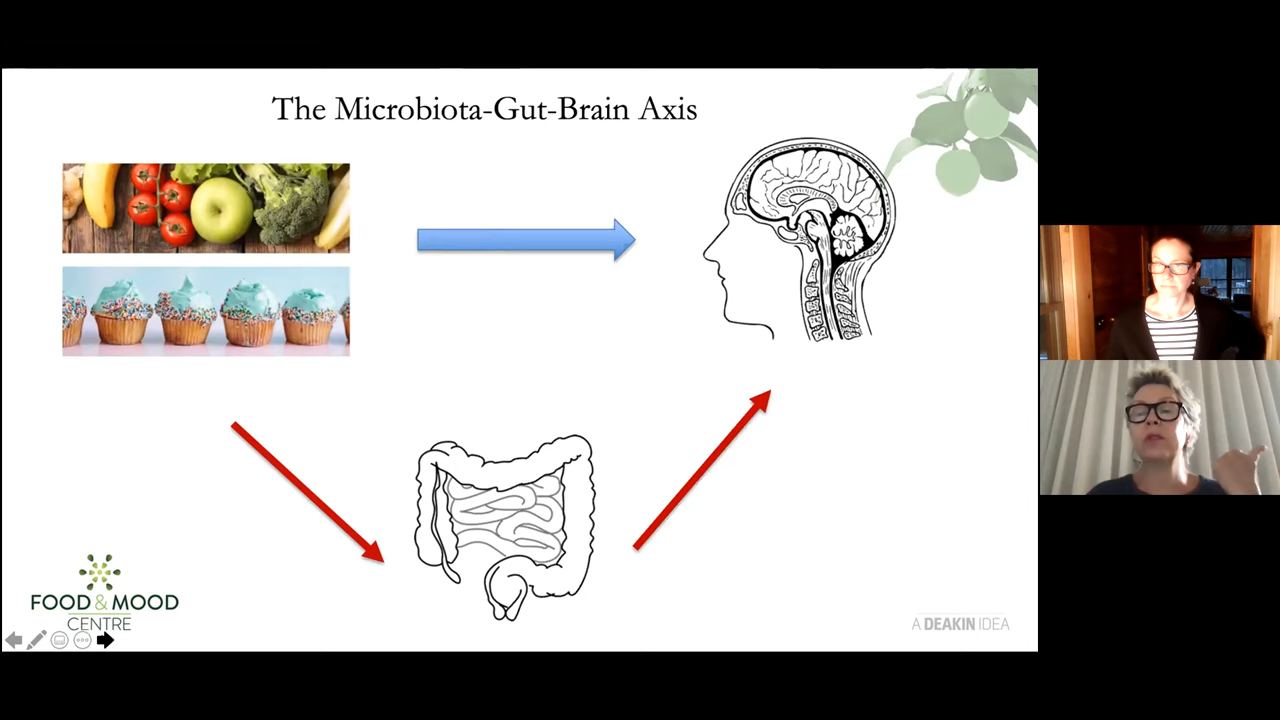 The Microbiota-Gut-Brain Axis
FOOD & MOOD
CENTRE
A DEAKIN IDEA